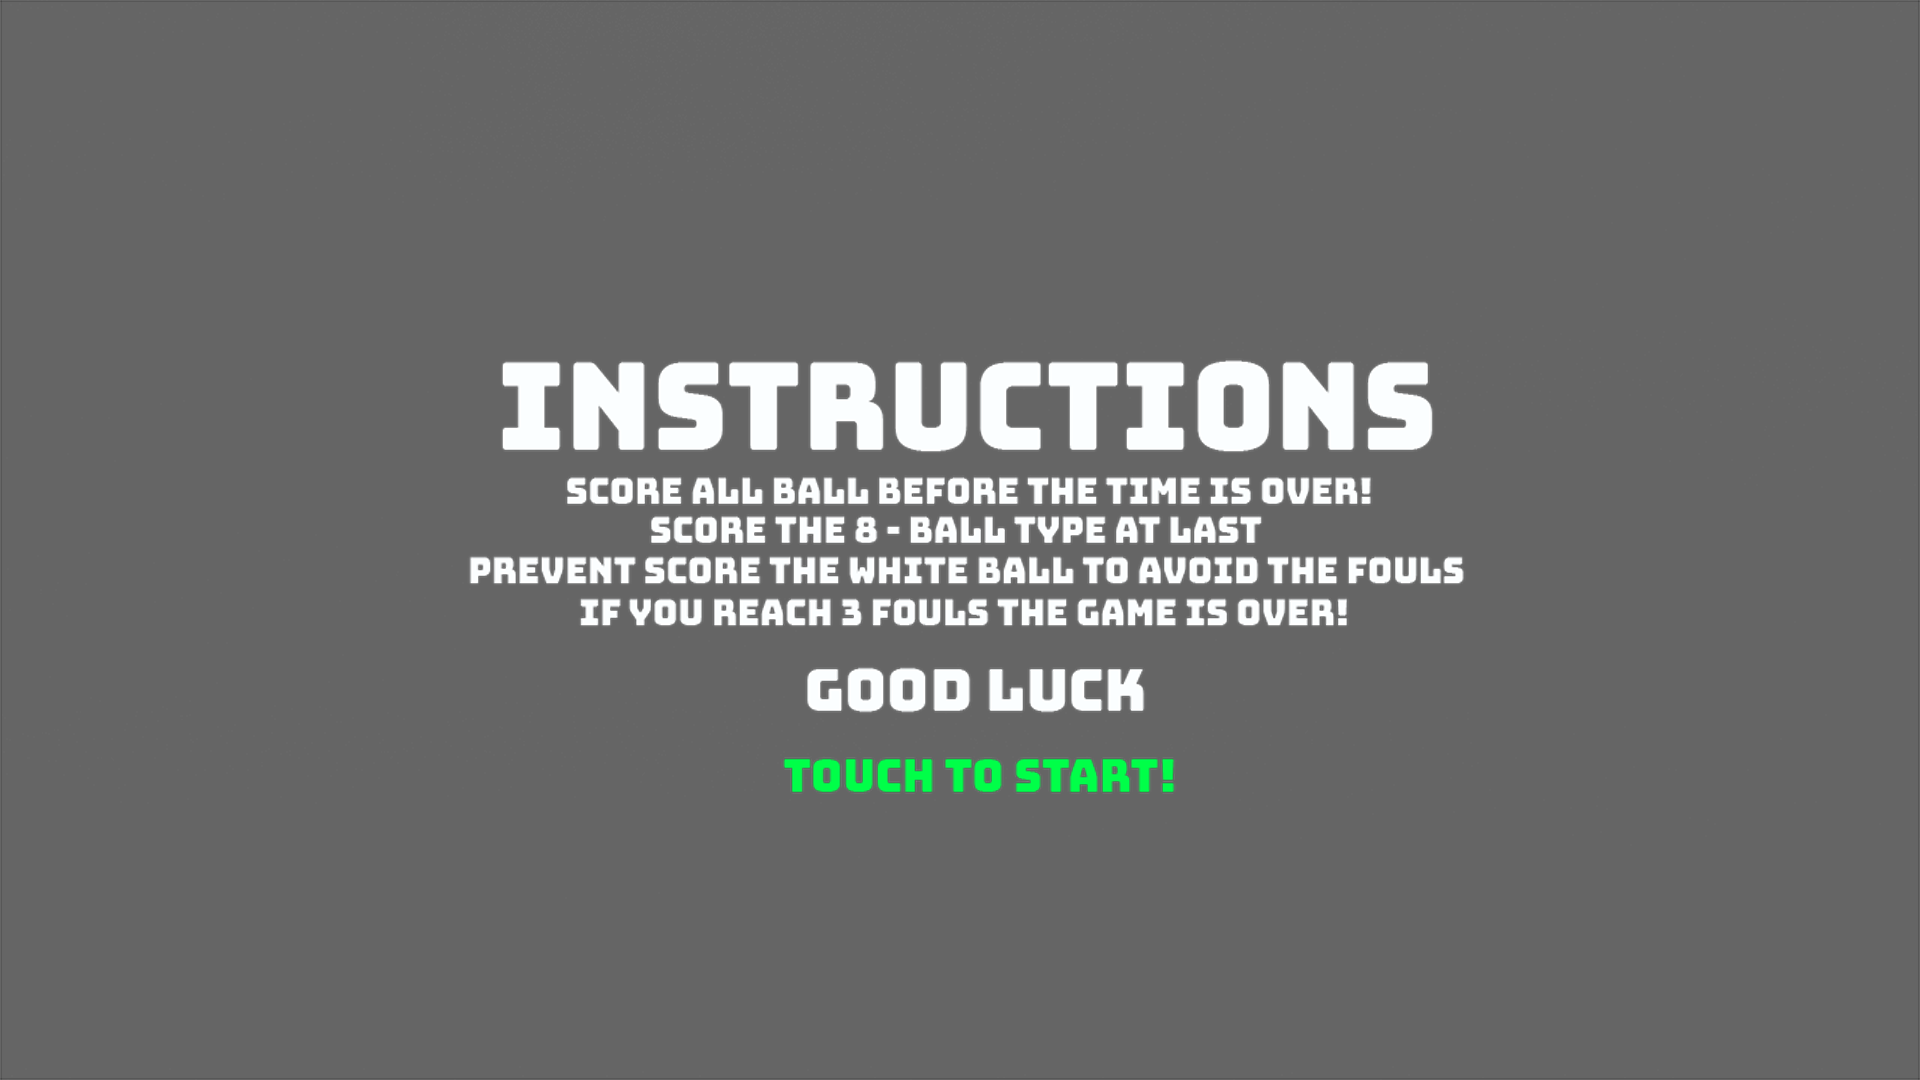 INSTRUCTIONS
SCORE ALL BALL BEFORE THE TIME IS OVER!
SCORE THE 8 - BALL TYPE AT LAST
PREVENT SCORE THE WHITE BALL TO AVOID THE FOULS
IF YOU REACH 3 FOULS THE GAME IS OVER!
GOOD LUCK
TOUCH TO START!